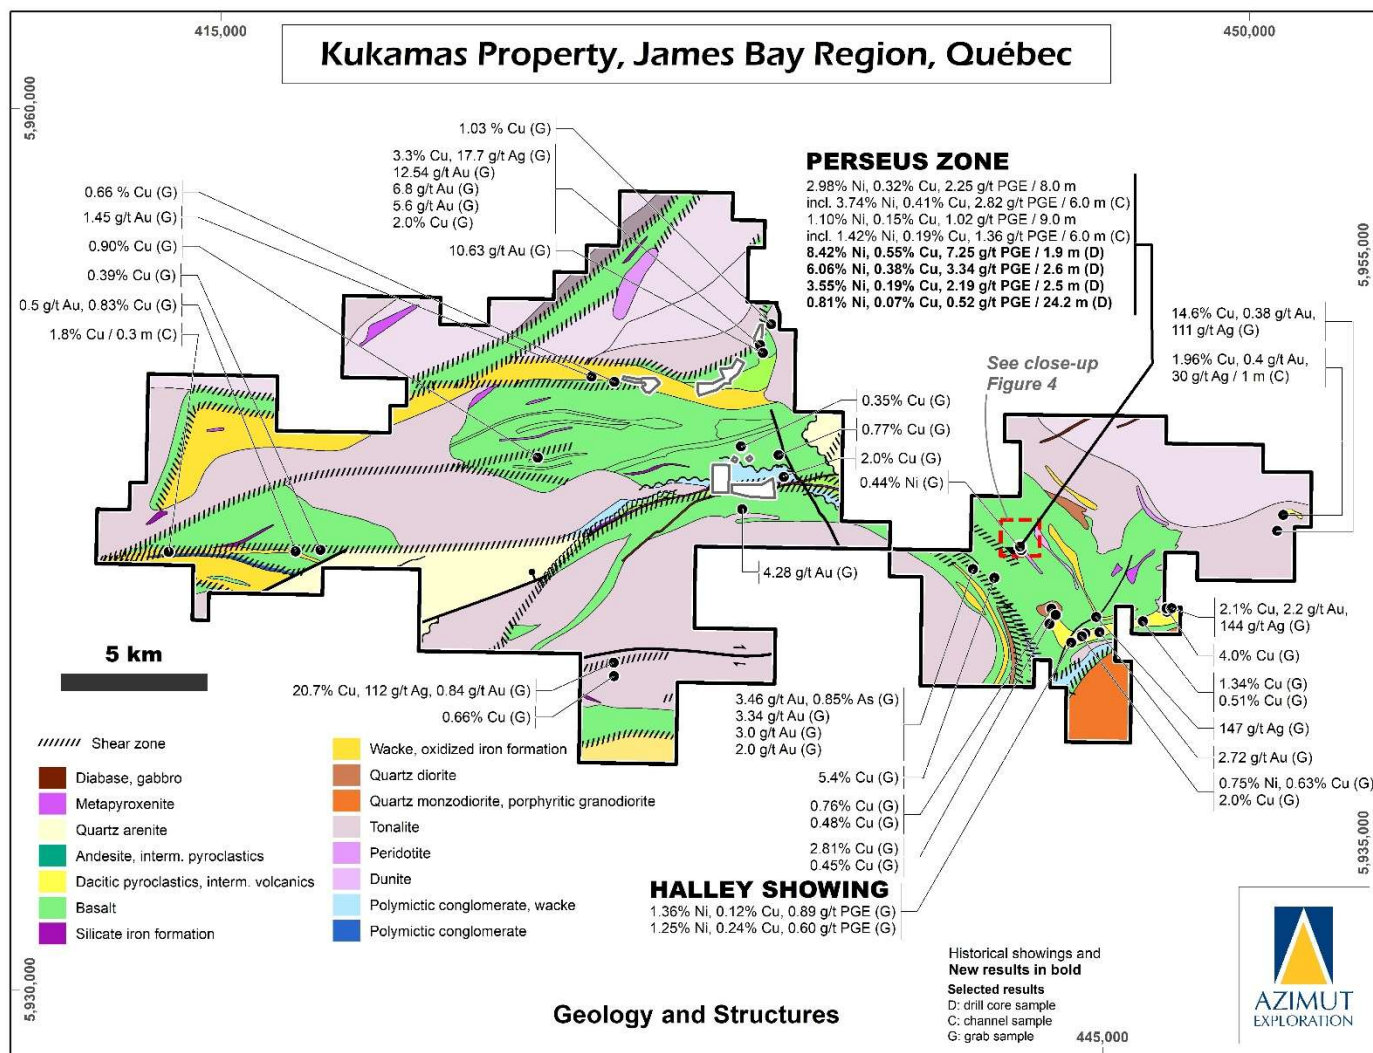 415,000
450,000
Kukamas Property, James Bay Region, Québec
5,960,000
5,955,000
1.03 % Cu (G)
3.3% Cu, 17.7 g/t Ag (G)
12.54 g/t Au (G)
6.8 g/t Au (G)
5.6 g/t Au (G)
2.0% Cu (G)
10.63 g/t Au (G)
0.66 % Cu (G)
1.45 g/t Au (G)
0.90% Cu (G)
0.39% Cu (G)
0.5 g/t Au, 0.83% Cu (G)
1.8% Cu / 0.3 m (C)
PERSEUS ZONE
2.98% Ni, 0.32% Cu, 2.25 g/t PGE / 8.0 m
incl. 3.74% Ni, 0.41% Cu, 2.82 g/t PGE / 6.0 m (C)
1.10% Ni, 0.15% Cu, 1.02 g/t PGE / 9.0 m
incl. 1.42% Ni, 0.19% Cu, 1.36 g/t PGE / 6.0 m (C)
8.42% Ni, 0.55% Cu, 7.25 g/t PGE / 1.9 m (D)
6.06% Ni, 0.38% Cu, 3.34 g/t PGE / 2.6 m (D)
3.55% Ni, 0.19% Cu, 2.19 g/t PGE / 2.5 m (D)
0.81% Ni, 0.07% Cu, 0.52 g/t PGE / 24.2 m (D)
14.6% Cu, 0.38 g/t Au,
111 g/t Ag (G)
1.96% Cu, 0.4 g/t Au,
30 g/t Ag / 1 m (C)
See close-up
Figure 4
0.35% Cu (G)
0.77% Cu (G)
2.0% Cu (G)
0.44% Ni (G)
4.28 g/t Au (G)
2.1% Cu, 2.2 g/t Au,
144 g/t Ag (G)
4.0% Cu (G)
1.34% Cu (G)
0.51% Cu (G)
147 g/t Ag (G)
2.72 g/t Au (G)
0.75% Ni, 0.63% Cu (G)
2.0% Cu (G)
5 km
20.7% Cu, 112 g/t Ag, 0.84 g/t Au (G)
0.66% Cu (G)
3.46 g/t Au, 0.85% As (G)
3.34 g/t Au (G)
3.0 g/t Au (G)
2.0 g/t Au (G)
5.4% Cu (G)
0.76% Cu (G)
0.48% Cu (G)
2.81% Cu (G)
0.45% Cu (G)
HALLEY SHOWING
1.36% Ni, 0.12% Cu, 0.89 g/t PGE (G)
1.25% Ni, 0.24% Cu, 0.60 g/t PGE (G)
Shear zone
Diabase, gabbro
Metapyroxenite
Quartz arenite
Andesite, interm. pyroclastics
Dacitic pyroclastics, interm. volcanics
Basalt
Silicate iron formation
Wacke, oxidized iron formation
Quartz diorite
Quartz monzodiorite, porphyritic granodiorite
Tonalite
Peridotite
Dunite
Polymictic conglomerate, wacke
Polymictic conglomerate
5,935,000
5,930,000
Geology and Structures
Historical showings and
New results in bold
Selected results
D: drill core sample
C: channel sample
G: grab sample
445,000
AZIMUT
EXPLORATION